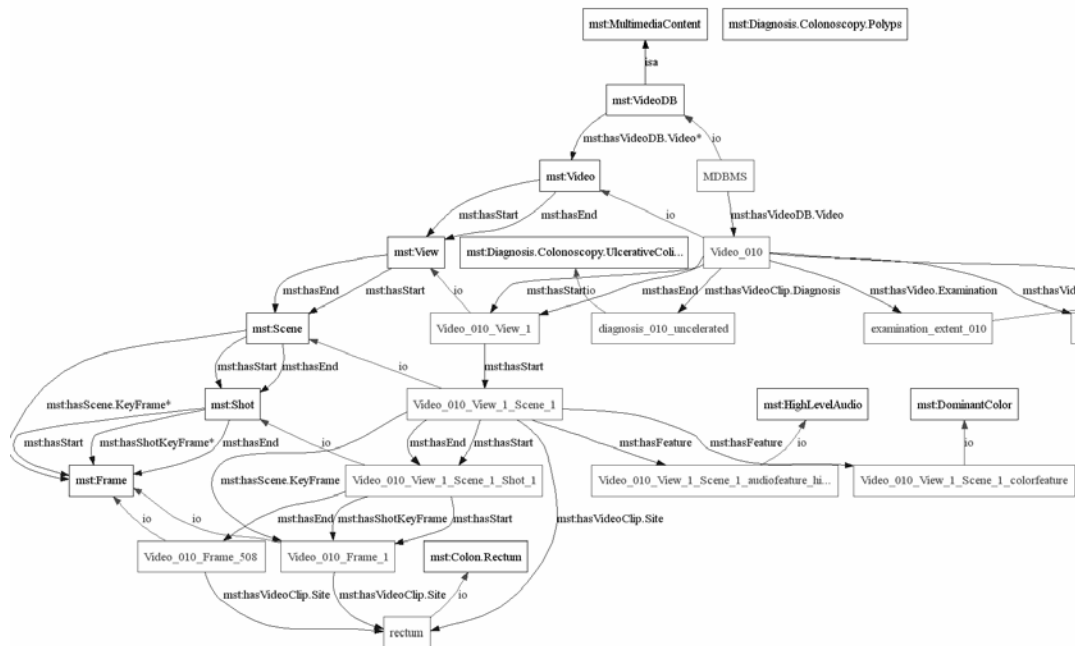 mst:MultimediaContent mst:Diagnosis.Colonoscopy.Polyps
isa
mst:VideoDB
mst:hasVideoDB.Video* io
mst:Video MDBMS
mst:hasStart mst:hasEnd io mst:hasVideoDB.Video
mst:View mst:Diagnosis.Colonoscopy.UlcerativeColi... Video_010
mst:hasEnd mst:hasStart io mst:hasStart io mst:hasEnd mst:hasVideoClip.Diagnosis mst:hasVideo.Examination mst:hasVid
mst:Scene Video_010_View_1 diagnosis_010_uncelerated examination_extent_010
mst:hasStart mst:hasEnd io mst:hasStart
mst:hasScene.KeyFrame* mst:Shot Video_010_View_1_Scene_1 mst:HighLevelAudio mst:DominantColor
mst:hasStart mst:hasShotKeyFrame* mst:hasEnd io mst:hasEnd mst:hasStart mst:hasFeature io mst:hasFeature io
mst:Frame mst:hasScene.KeyFrame Video_010_View_1_Scene_1_Shot_1 Video_010_View_1_Scene_1_audiofeature_hi... Video_010_View_1_Scene_1_colorfeature
io io mst:hasEnd mst:hasShotKeyFrame mst:hasStart mst:hasVideoClip.Site
Video_010_Frame_508 Video_010_Frame_1 mst:Colon.Rectum
mst:hasVideoClip.Site mst:hasVideoClip.Site io
rectum